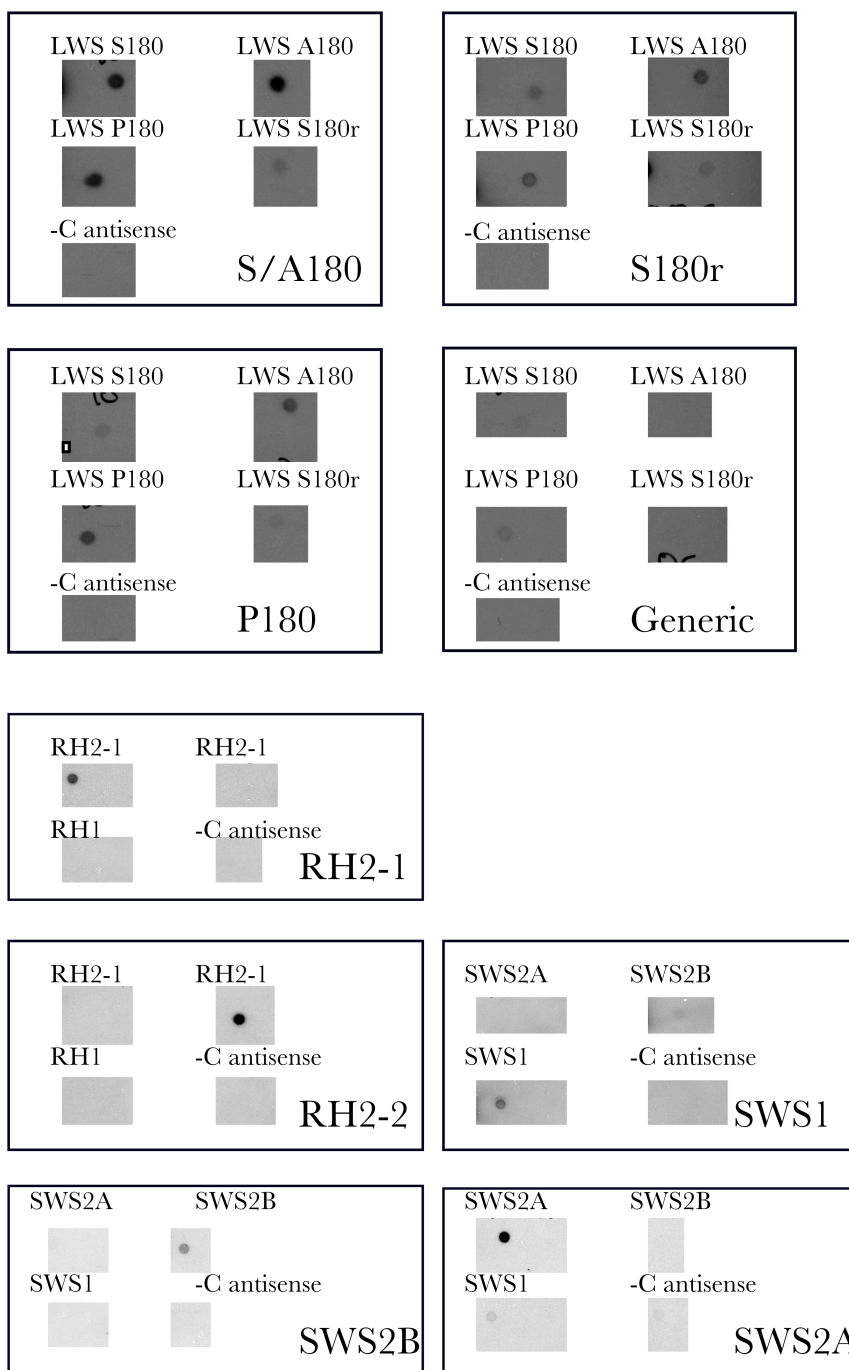 LWS S180 LWS A180
LWS P180 LWS S180r
-C antisense
S/A180
LWS S180 LWS A180
LWS P180 LWS S180r
-C antisense
S180r
LWS S180 LWS A180
LWS P180 LWS S180r
-C antisense
P180
LWS S180 LWS A180
LWS P180 LWS S180r
-C antisense
Generic
RH2-1 RH2-1
RH1 -C antisense
RH2-1
RH2-1 RH2-1
RH1 -C antisense
RH2-2
SWS2A SWS2B
SWS1 -C antisense
SWS1
SWS2A SWS2B
SWS1 -C antisense
SWS2B
SWS2A SWS2B
SWS1 -C antisense
SWS2A